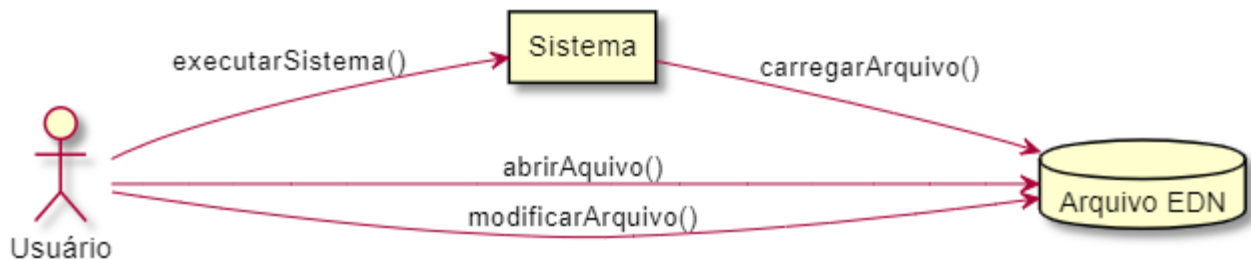 Sistema
executarSistema()
carregarArquivo()
abrirAquivo()
Arquivo EDN
modificarArquivo()
Usuário